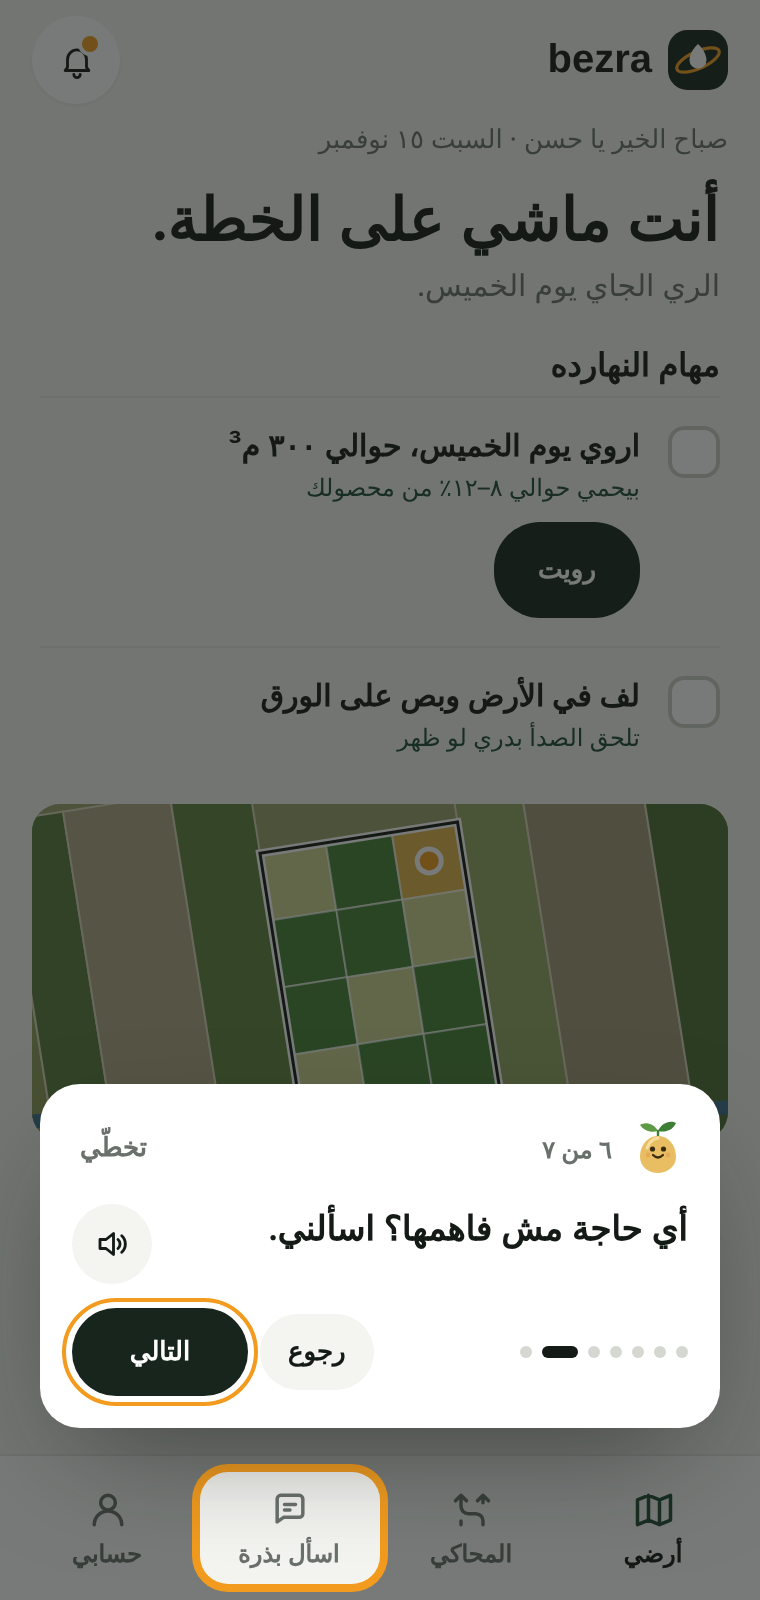 bezra
صباح الخير يا حسن · السبت ١٥ نوفمبر
أنت ماشي على الخطة.
الري الجاي يوم الخميس.
مهام النهارده
اروي يوم الخميس، حوالي ٣٠٠ م³
بيحمي حوالي ٨–١٢٪ من محصولك
رويت
لف في الأرض وبص على الورق
تلحق الصدأ بدري لو ظهر
٦ من ٧
تخطّي
أي حاجة مش فاهمها؟ اسألني.
رجوع
التالي
أرضي
المحاكي
اسأل بذرة
حسابي